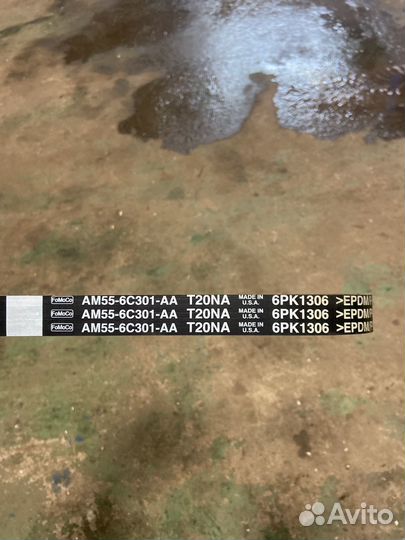 FoMoCo AM55-6C301-AA T20NA MADE IN U.S.A. 6PK1306 >EPDM/
FoMoCo AM55-6C301-AA T20NA MADE IN U.S.A. 6PK1306 >EPDM/
FoMoCo AM55-6C301-AA T20NA MADE IN U.S.A. 6PK1306 >EPDM/
Avito